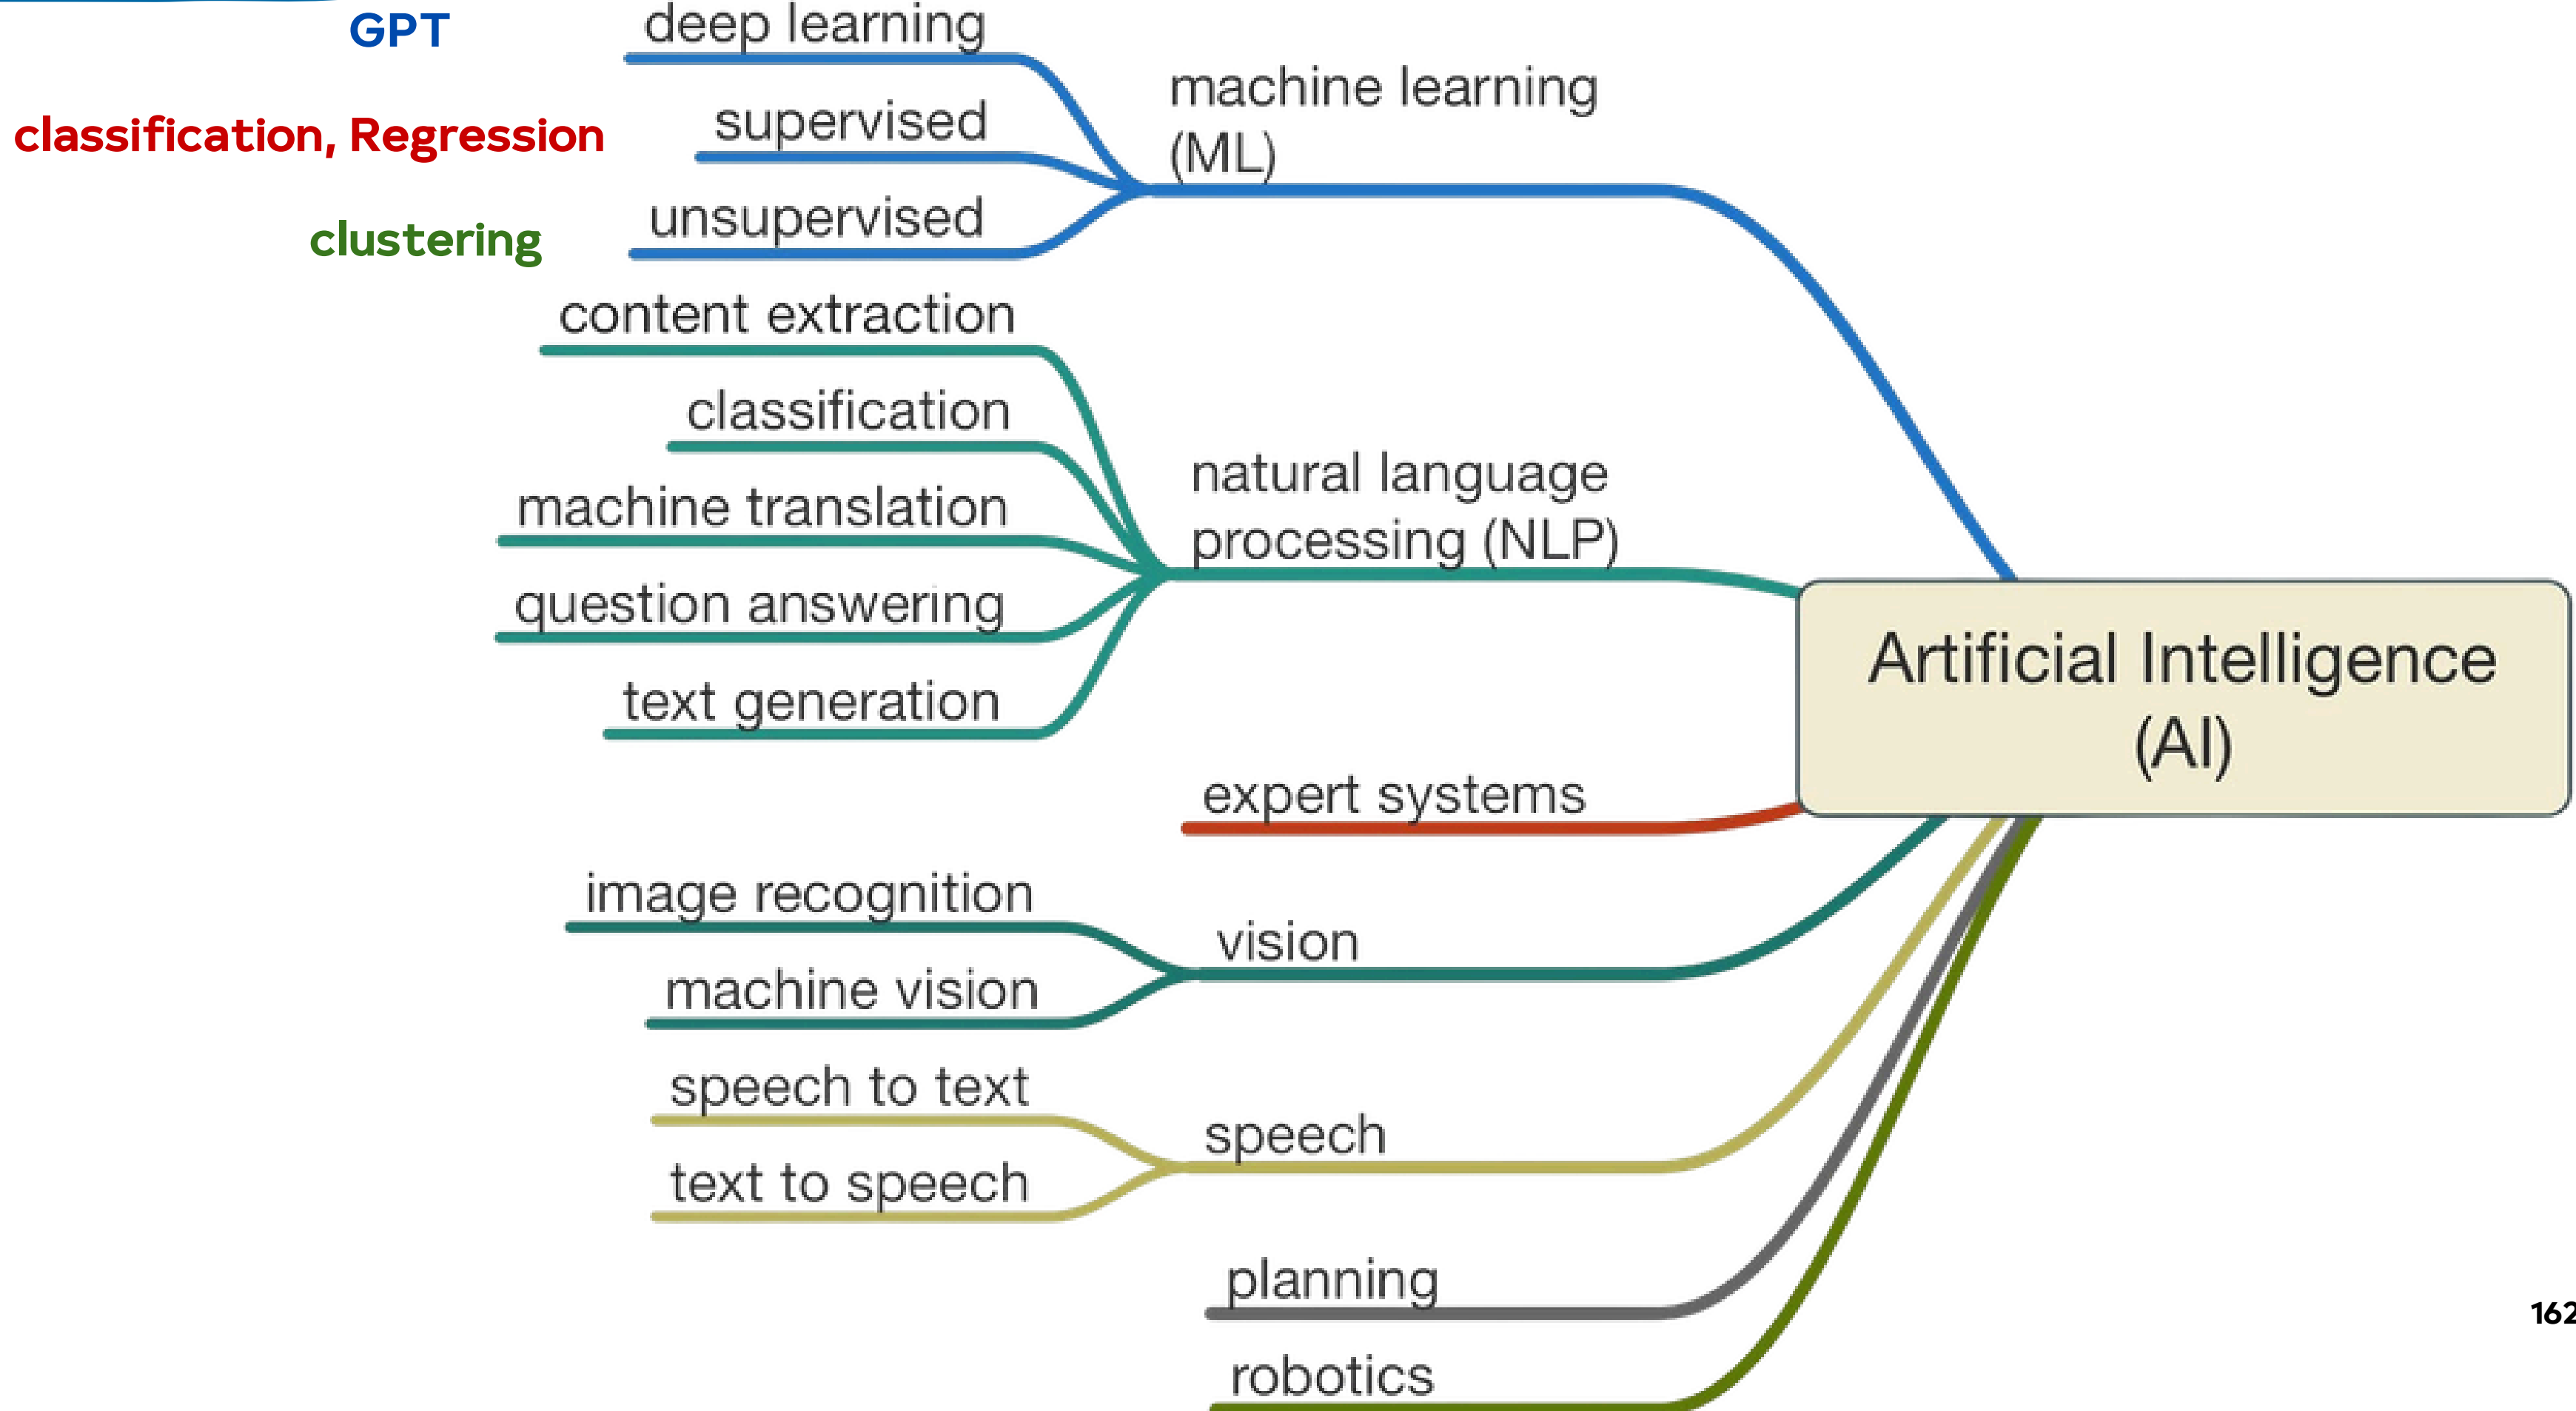 GPT
deep learning
machine learning
(ML)
classification, Regression
supervised
clustering
unsupervised
content extraction
classification
machine translation
question answering
text generation
natural language
processing (NLP)
Artificial Intelligence
(AI)
expert systems
image recognition
machine vision
vision
speech to text
text to speech
speech
planning
robotics
162